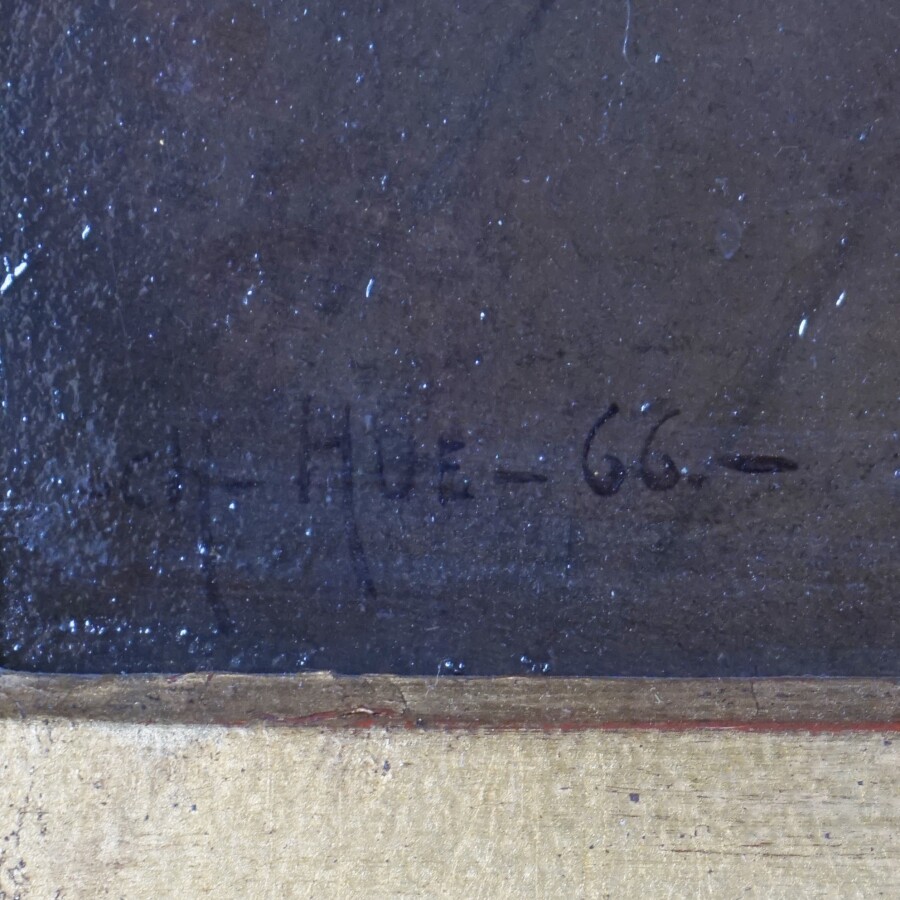 ch- HUE - 66. -